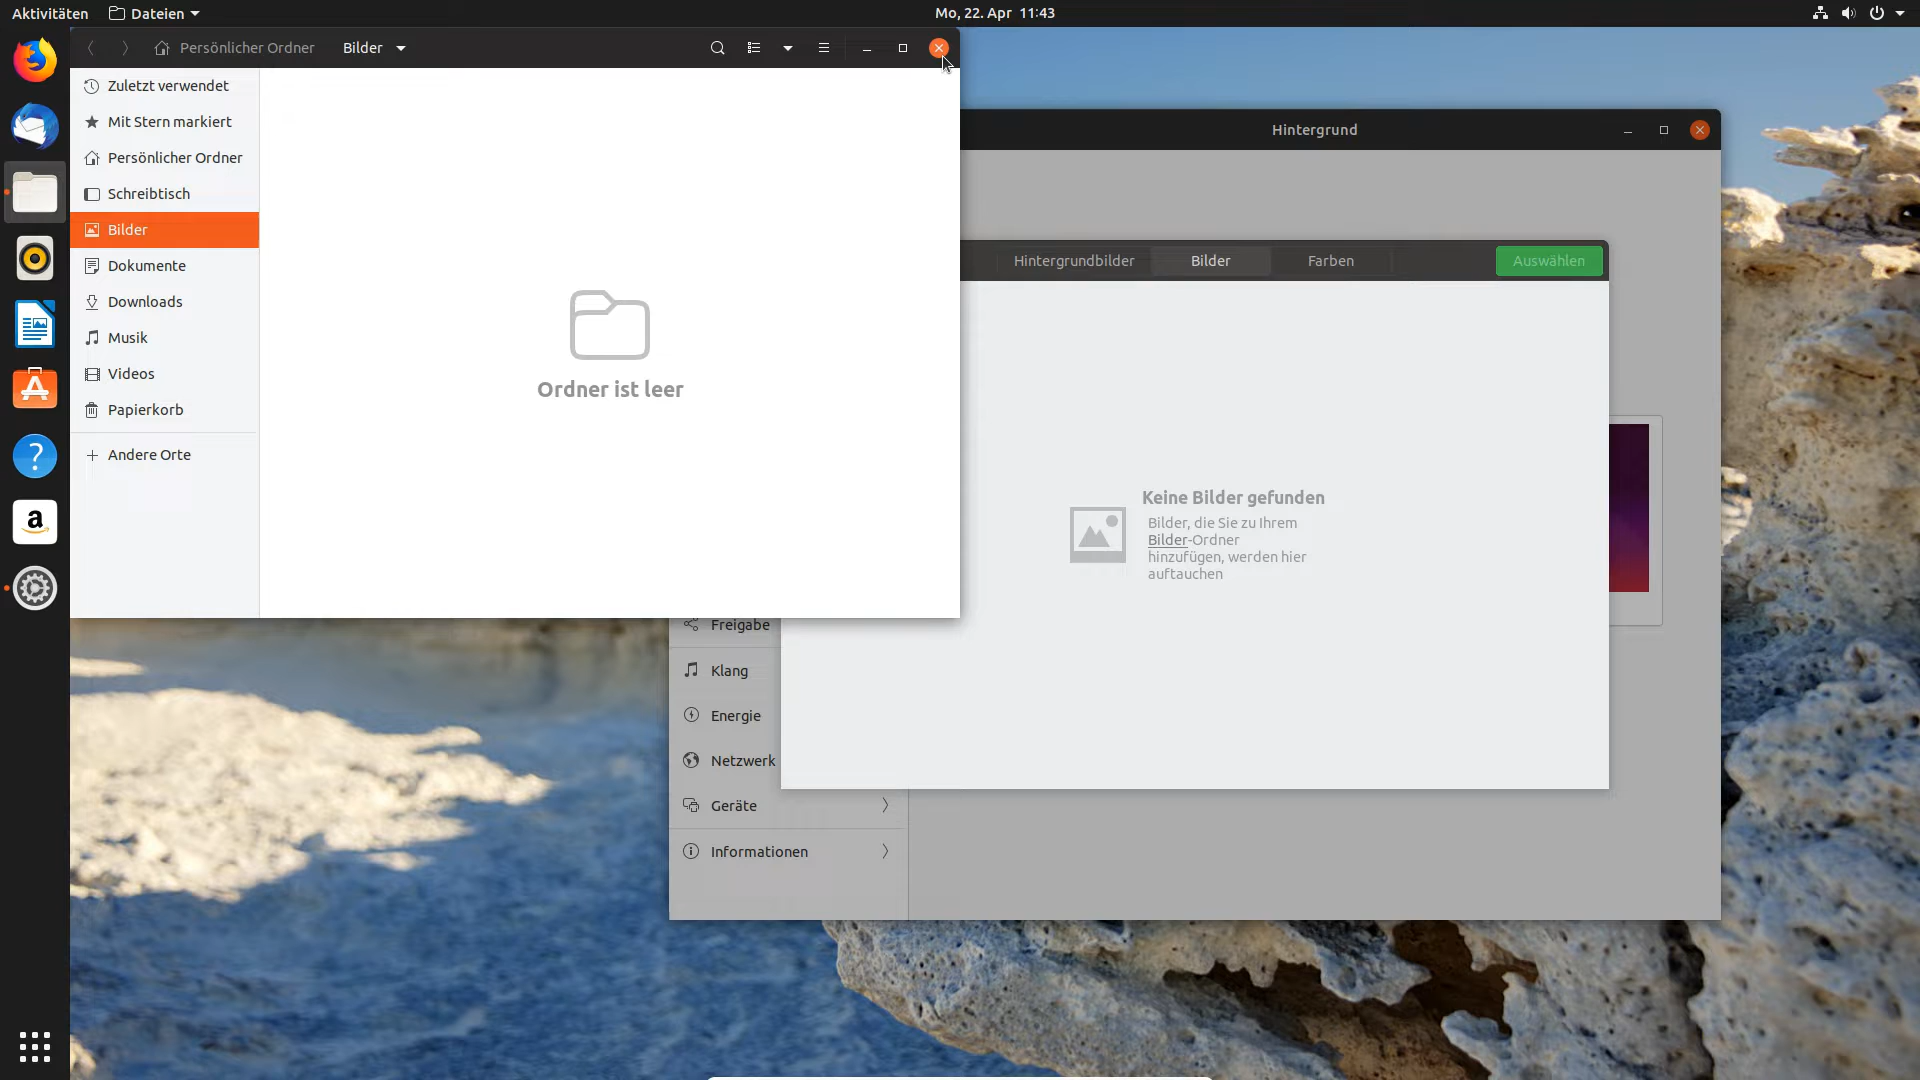 Aktivitäten Dateien Mo, 22. Apr 11:43
Persönlicher Ordner Bilder
Zuletzt verwendet
Mit Stern markiert
Persönlicher Ordner
Schreibtisch
Bilder
Dokumente
Downloads
Musik
Videos
Papierkorb
Andere Orte
Ordner ist leer
Hintergrund
Hintergrundbilder Bilder Farben Auswählen
Keine Bilder gefunden
Bilder, die Sie zu Ihrem
Bilder-Ordner
hinzufügen, werden hier
auftauchen
Freigabe
Klang
Energie
Netzwerk
Geräte
Informationen